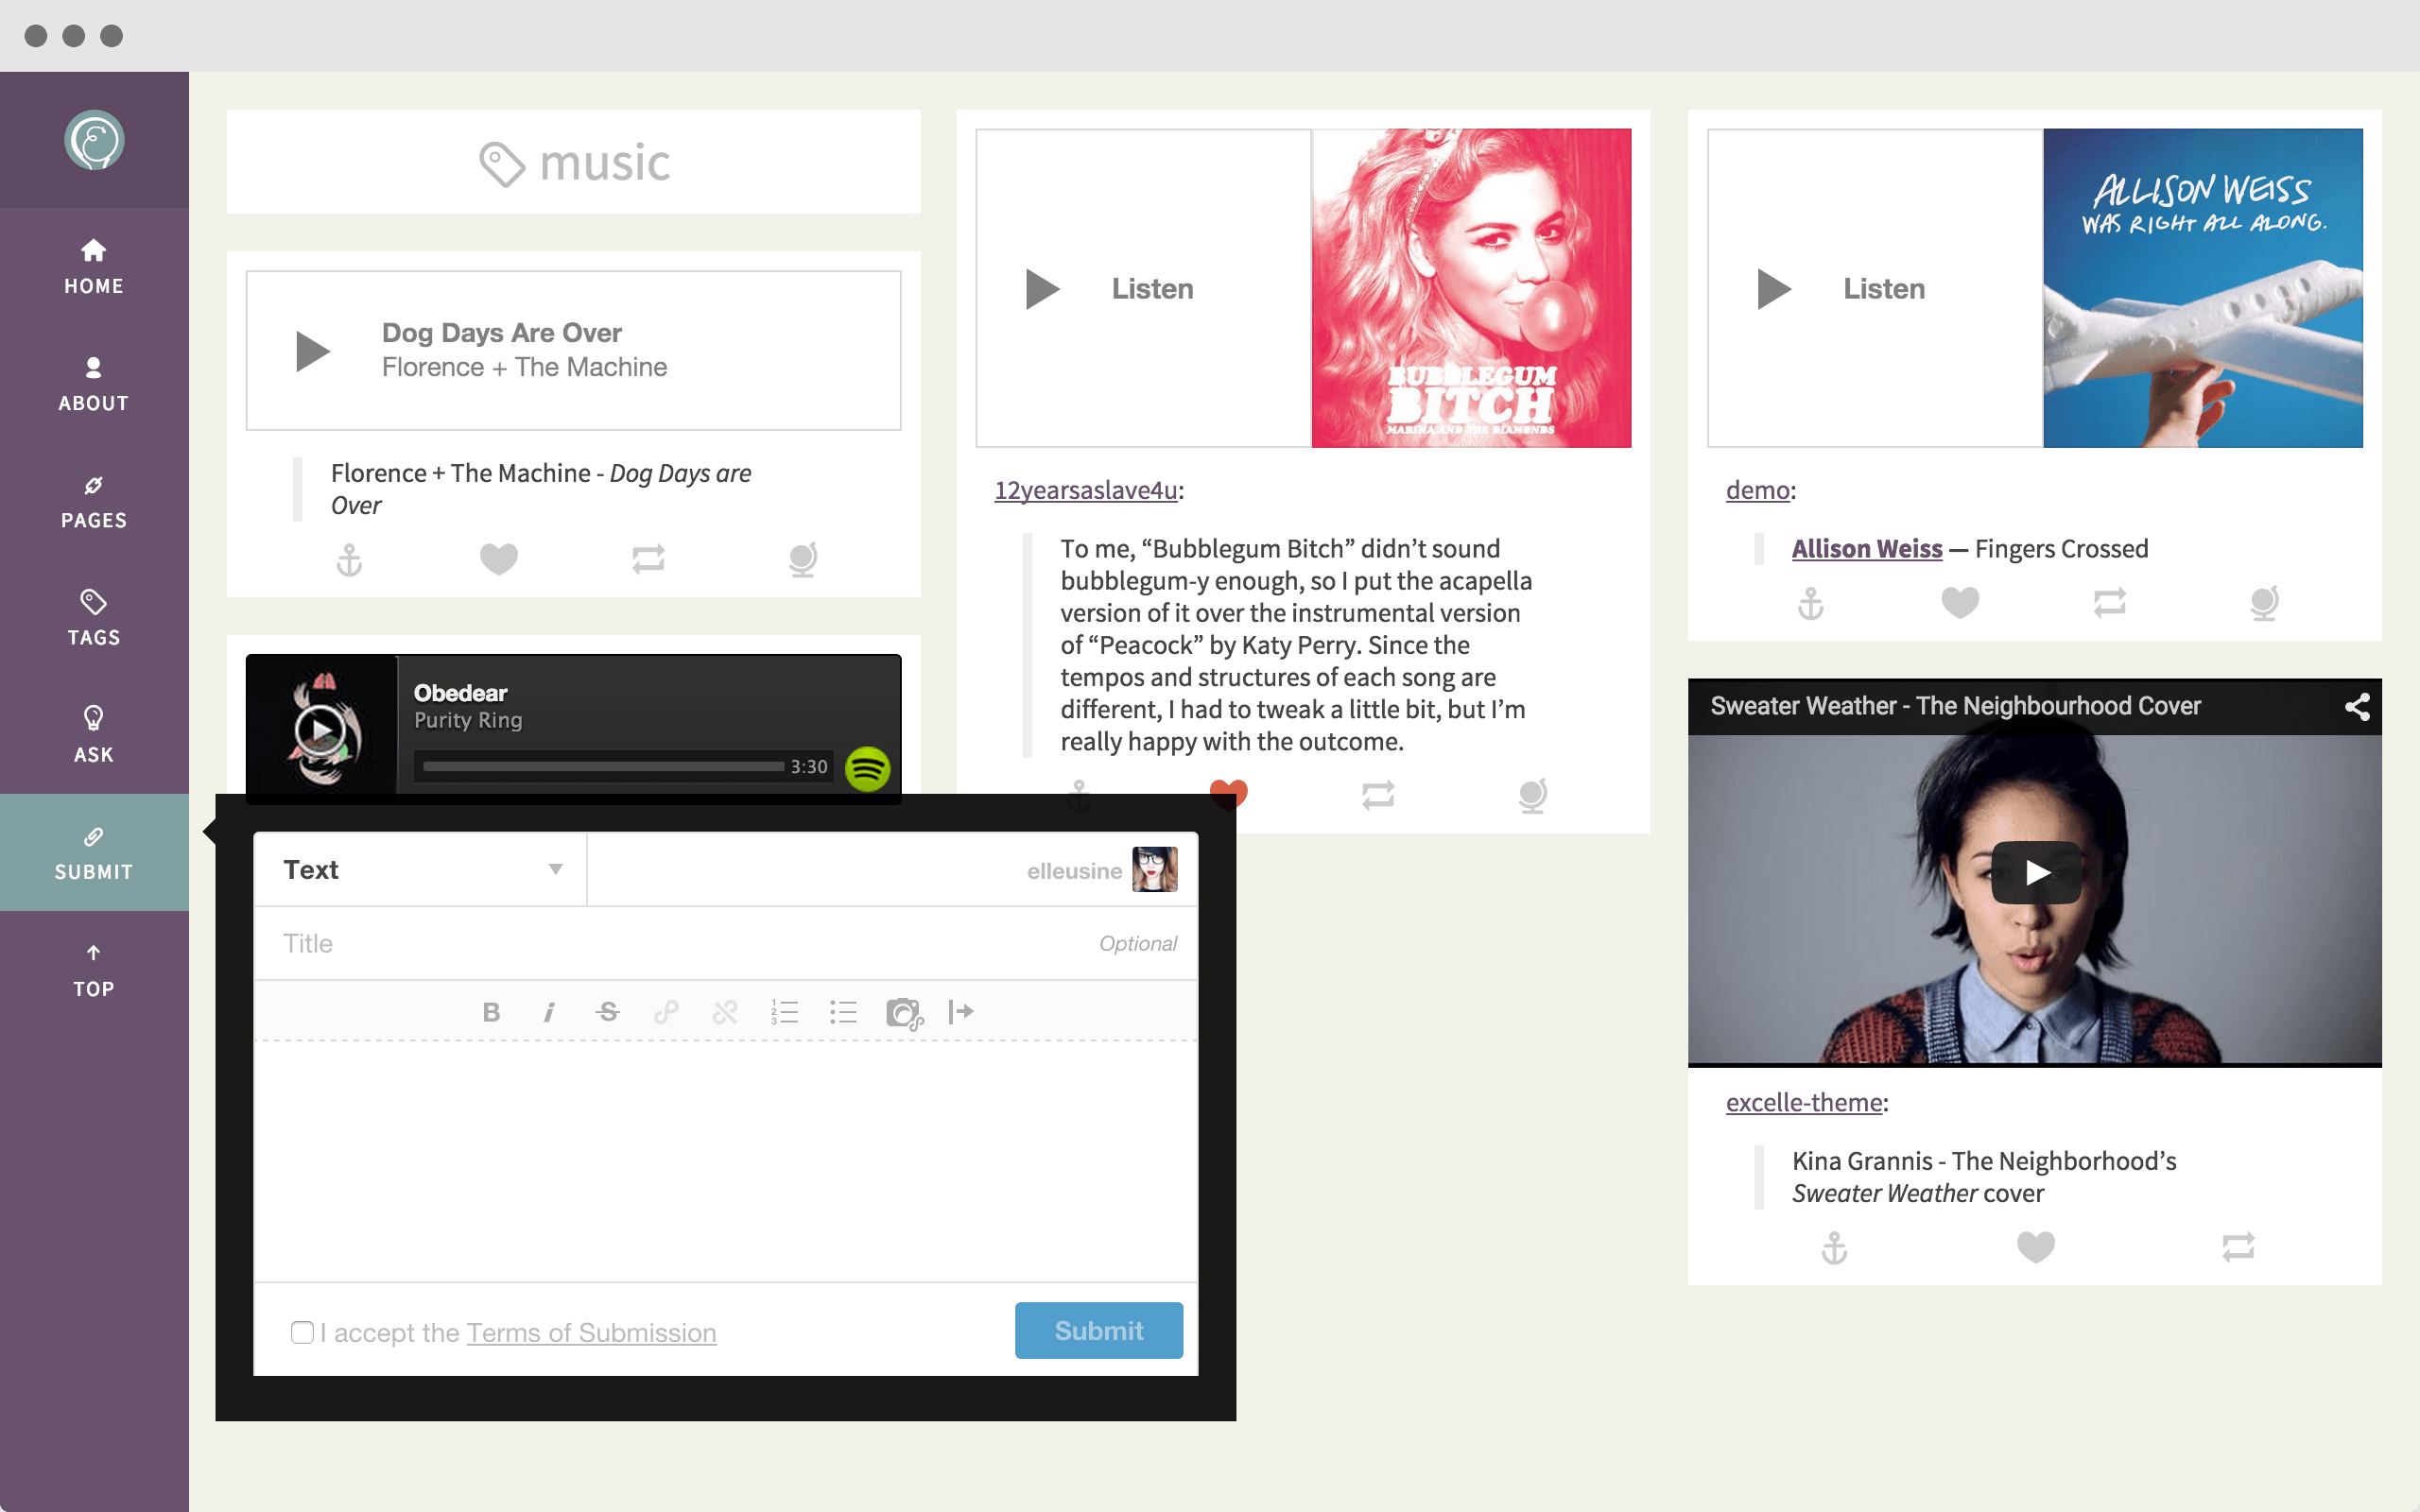 HOME
ABOUT
PAGES
TAGS
ASK
SUBMIT
TOP
music
Dog Days Are Over
Florence + The Machine
Florence + The Machine - Dog Days are
Over
Obedear
Purity Ring
3:30
Listen
BUBBLEGUM
BITCH
MARINA AND THE DIAMONDS
12yearsaslave4u:
To me, “Bubblegum Bitch” didn’t sound
bubblegum-y enough, so I put the acapella
version of it over the instrumental version
of “Peacock” by Katy Perry. Since the
tempos and structures of each song are
different, I had to tweak a little bit, but I’m
really happy with the outcome.
Listen
ALLISON WEISS
WAS RIGHT ALL ALONG.
demo:
Allison Weiss — Fingers Crossed
Sweater Weather - The Neighbourhood Cover
excelle-theme:
Kina Grannis - The Neighborhood’s
Sweater Weather cover
Text
elleusine
Title
Optional
B i S
I accept the Terms of Submission
Submit